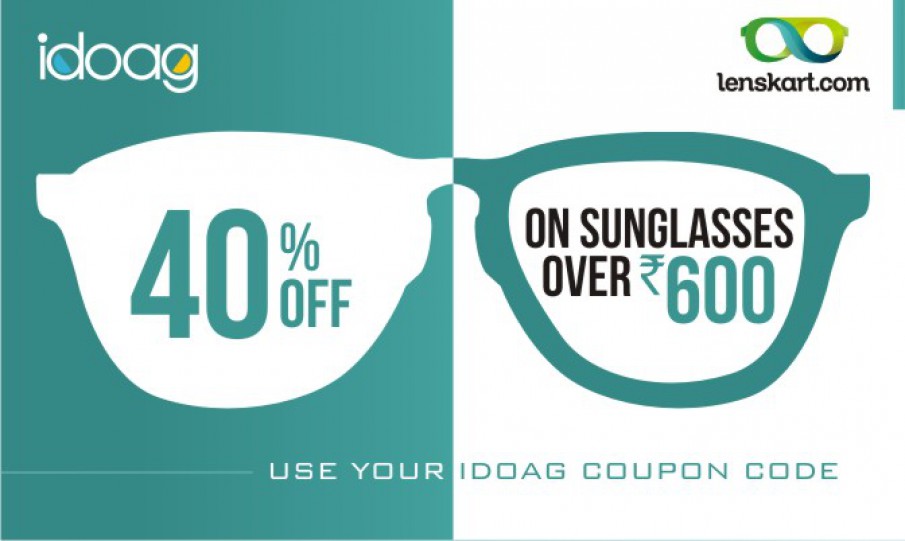 idoag
lenskart.com
40% OFF
ON SUNGLASSES
OVER ₹600
USE YOUR IDOAG COUPON CODE